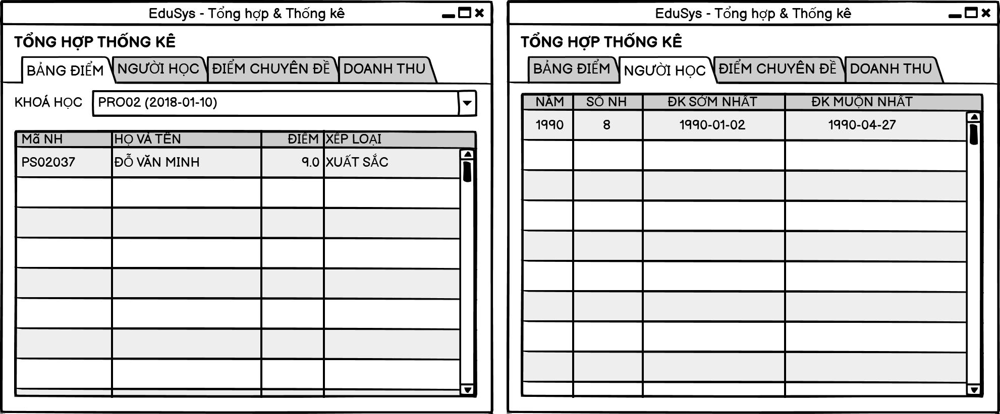 EduSys - Tổng hợp & Thống kê
TỔNG HỢP THỐNG KÊ
BẢNG ĐIỂM NGƯỜI HỌC ĐIỂM CHUYÊN ĐỀ DOANH THU
KHOÁ HỌC PRO02 (2018-01-10)
Mã NH HỌ VÀ TÊN ĐIỂM XẾP LOẠI
PS02037 ĐỖ VĂN MINH 9.0 XUẤT SẮC
EduSys - Tổng hợp & Thống kê
TỔNG HỢP THỐNG KÊ
BẢNG ĐIỂM NGƯỜI HỌC ĐIỂM CHUYÊN ĐỀ DOANH THU
NĂM SỐ NH ĐK SỚM NHẤT ĐK MUỘN NHẤT
1990 8 1990-01-02 1990-04-27